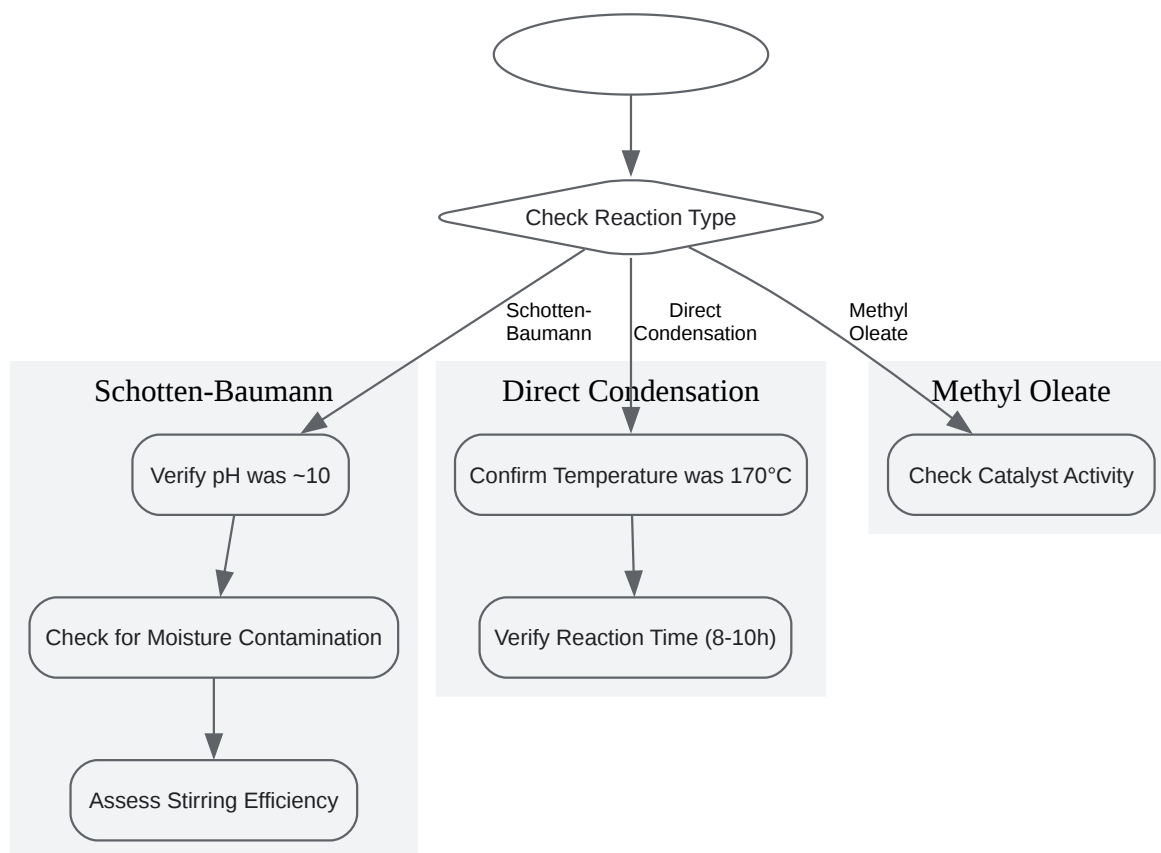 Check Reaction Type
Schotten-
Baumann
Direct
Condensation
Methyl
Oleate
Schotten-Baumann
Direct Condensation
Methyl Oleate
Verify pH was ~10
Confirm Temperature was 170°C
Check Catalyst Activity
Check for Moisture Contamination
Verify Reaction Time (8-10h)
Assess Stirring Efficiency